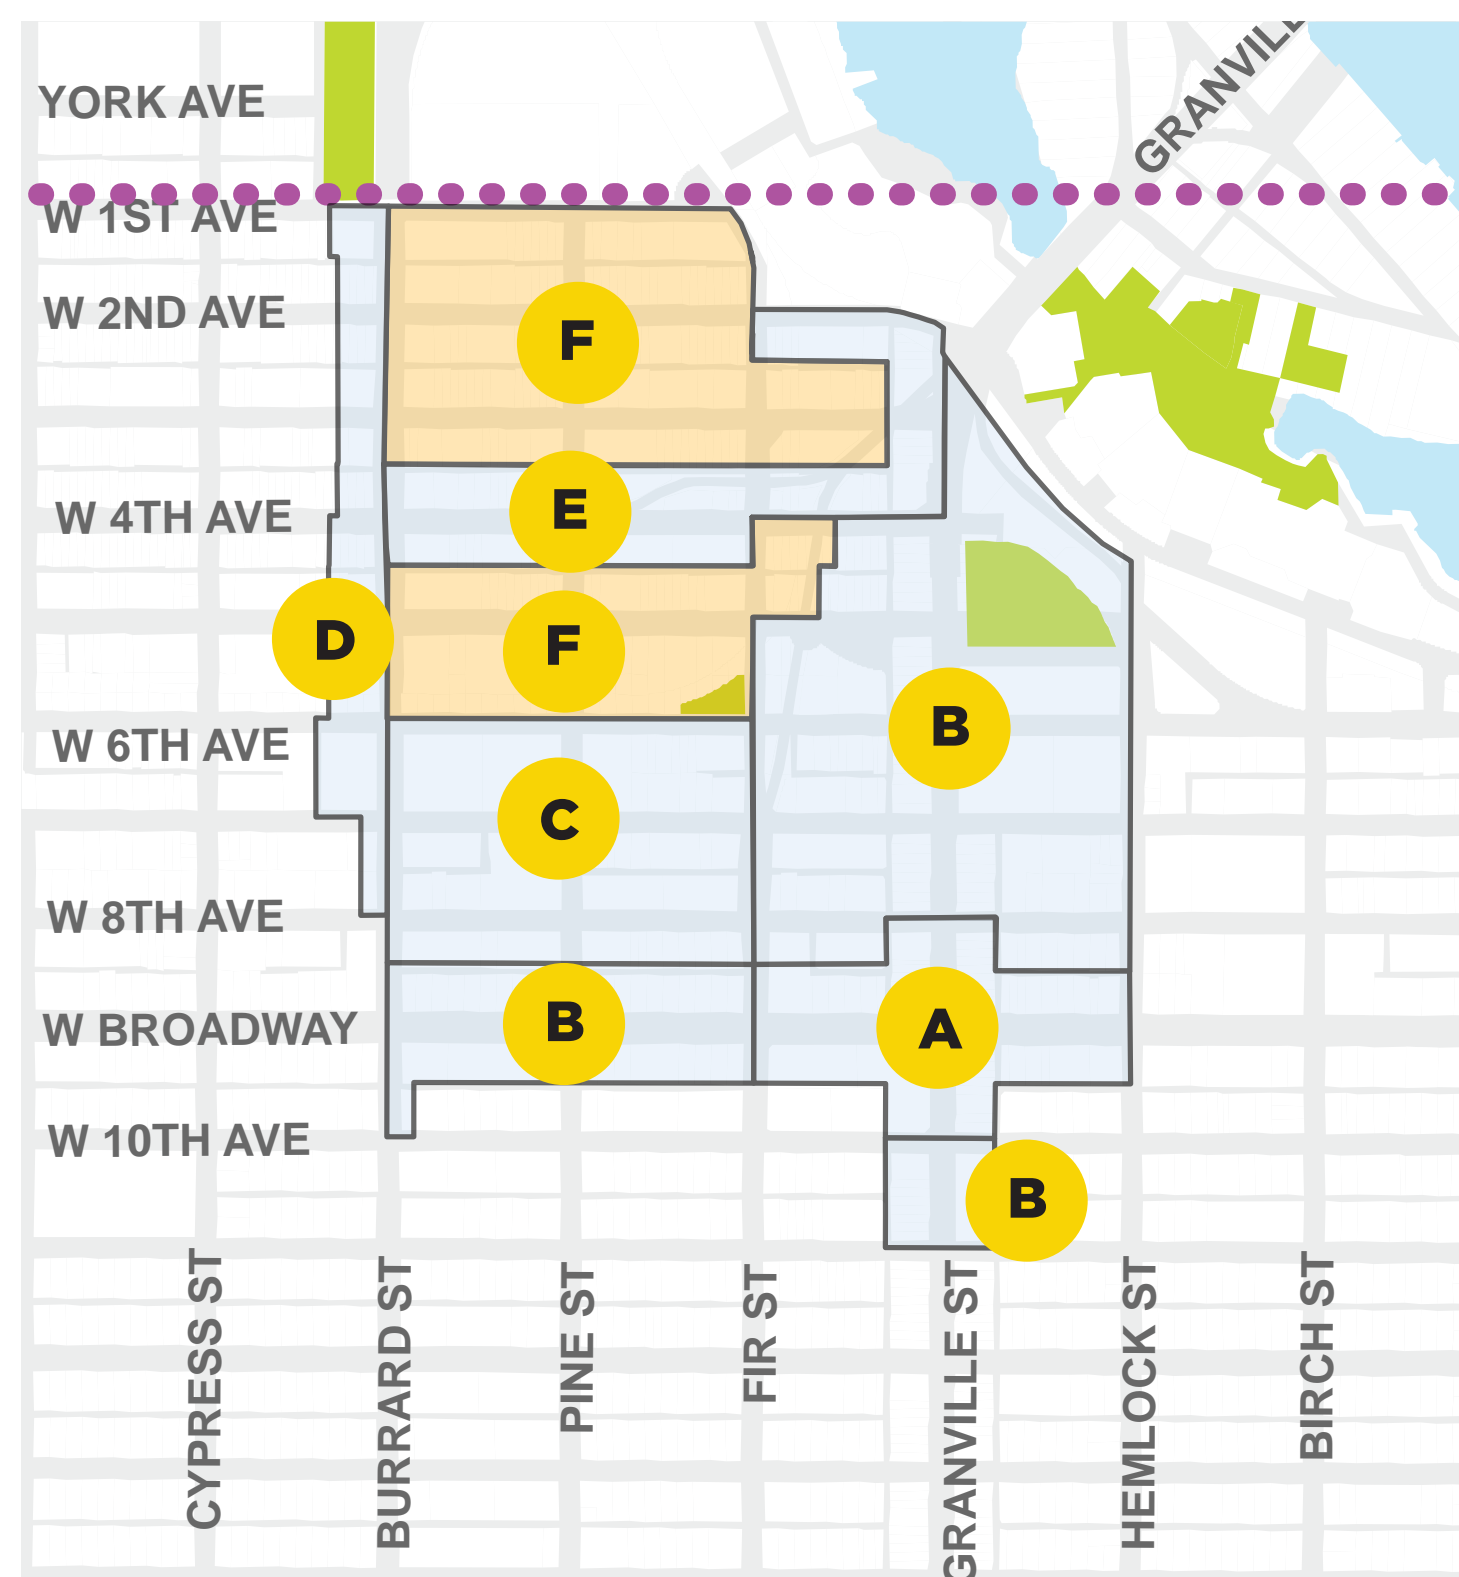 GRANVILLE
YORK AVE
W 1ST AVE
W 2ND AVE
F
E
W 4TH AVE
D
F
B
W 6TH AVE
C
W 8TH AVE
B
A
W BROADWAY
W 10TH AVE
B
CYPRESS ST
BURRARD ST
PINE ST
FIR ST
GRANVILLE ST
HEMLOCK ST
BIRCH ST